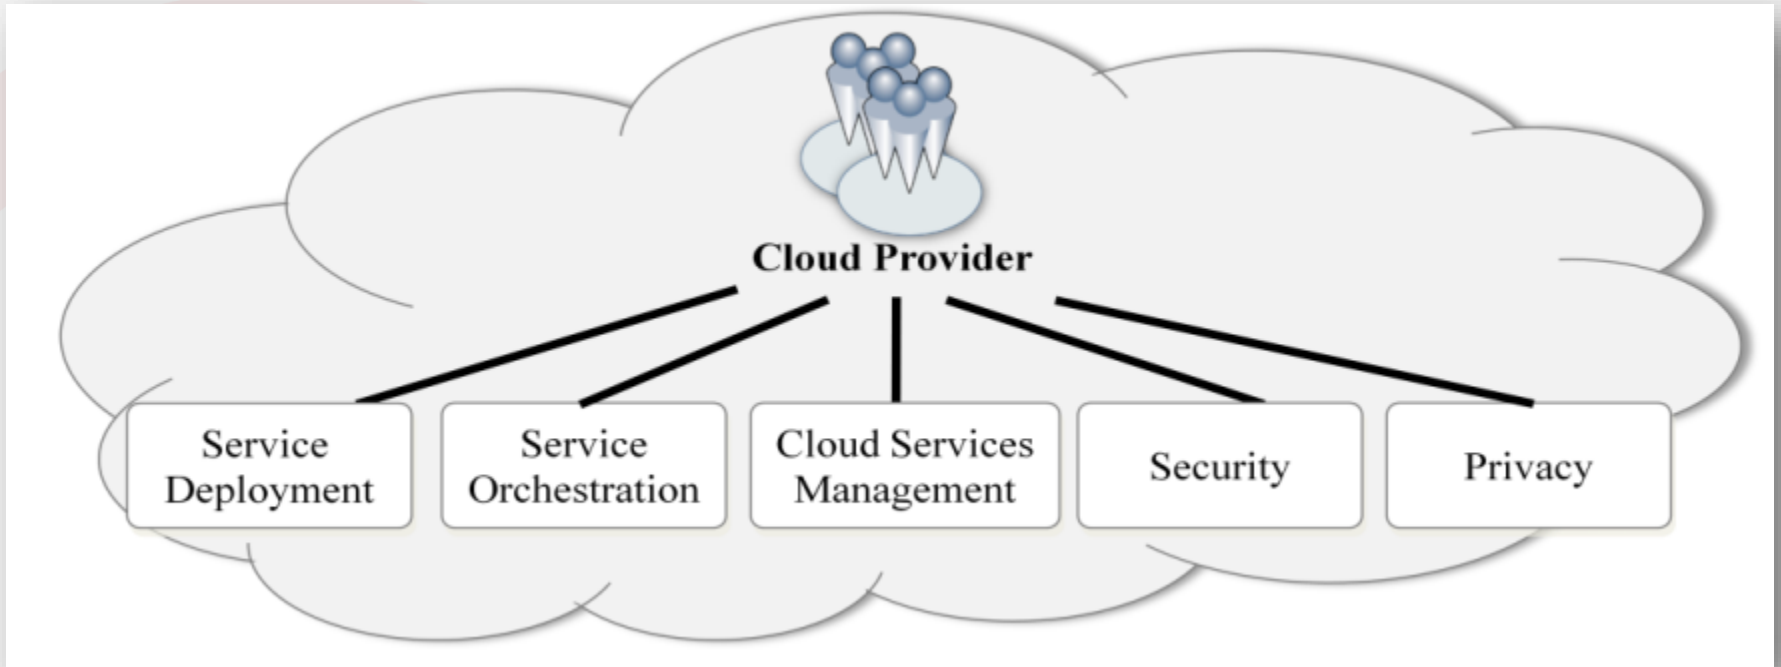 Cloud Provider
Service
Deployment
Service
Orchestration
Cloud Services
Management
Security
Privacy